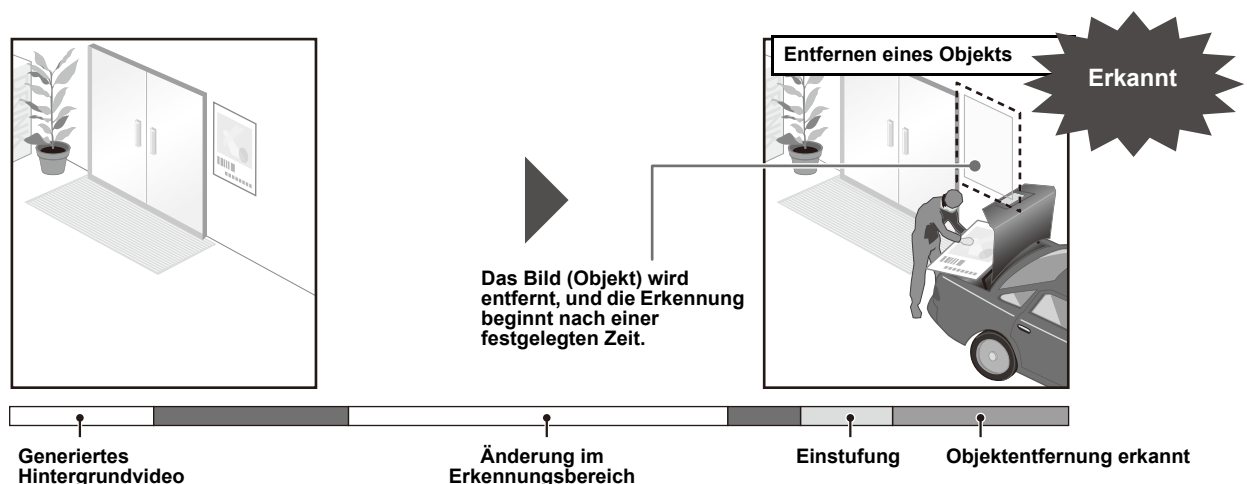 Entfernen eines Objekts
Erkannt
Das Bild (Objekt) wird
entfernt, und die Erkennung
beginnt nach einer
festgelegten Zeit.
Generiertes
Hintergrundvideo
Änderung im
Erkennungsbereich
Einstufung
Objektentfernung erkannt